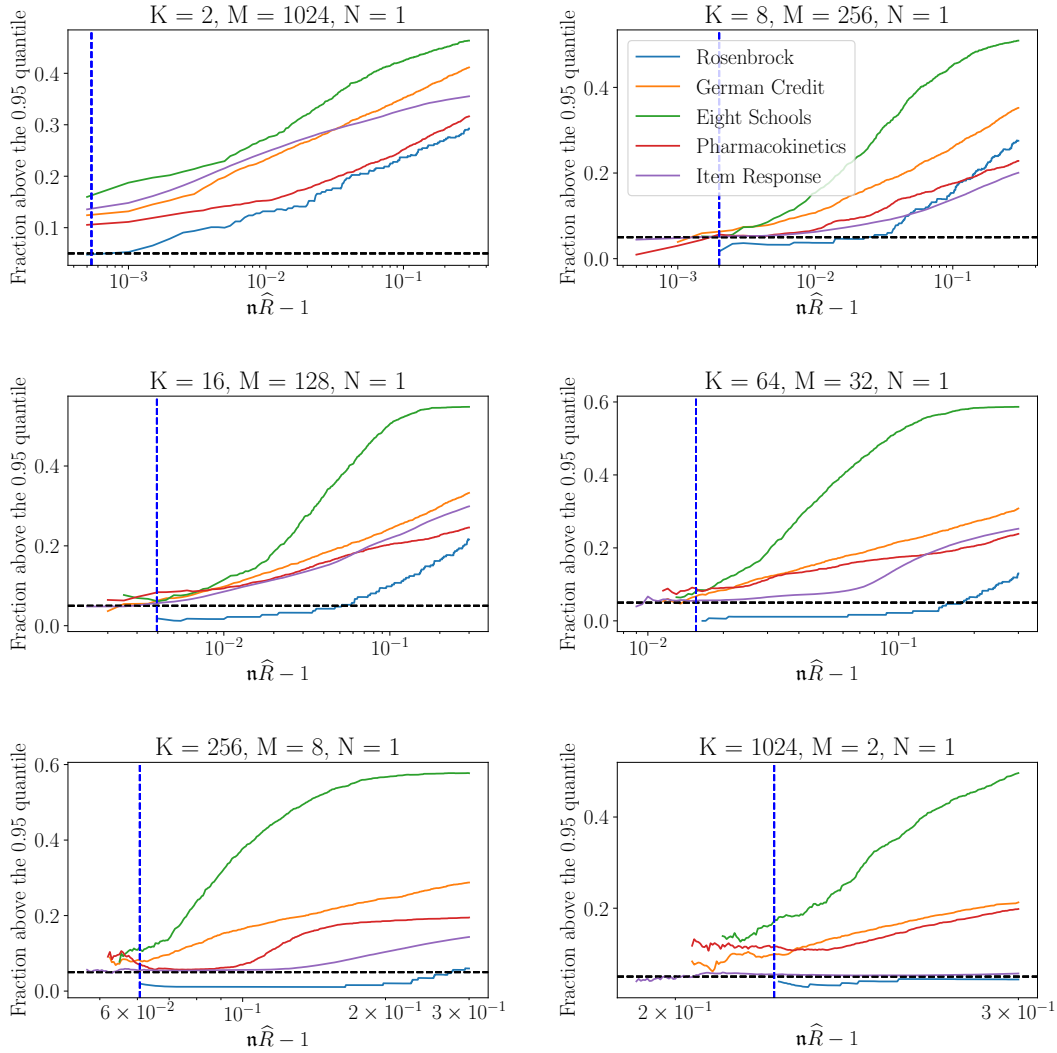 K = 2, M = 1024, N = 1
Fraction above the 0.95 quantile
0.4
0.3
0.2
0.1
10⁻³
10⁻²
10⁻¹
𝔫R̂ − 1
K = 8, M = 256, N = 1
Fraction above the 0.95 quantile
0.4
0.2
0.0
Rosenbrock
German Credit
Eight Schools
Pharmacokinetics
Item Response
10⁻³
10⁻²
10⁻¹
𝔫R̂ − 1
K = 16, M = 128, N = 1
Fraction above the 0.95 quantile
0.4
0.2
0.0
10⁻²
10⁻¹
𝔫R̂ − 1
K = 64, M = 32, N = 1
Fraction above the 0.95 quantile
0.6
0.4
0.2
0.0
10⁻²
10⁻¹
𝔫R̂ − 1
K = 256, M = 8, N = 1
Fraction above the 0.95 quantile
0.6
0.4
0.2
0.0
6 × 10⁻²
10⁻¹
2 × 10⁻¹
3 × 10⁻¹
𝔫R̂ − 1
K = 1024, M = 2, N = 1
Fraction above the 0.95 quantile
0.4
0.2
2 × 10⁻¹
3 × 10⁻¹
𝔫R̂ − 1